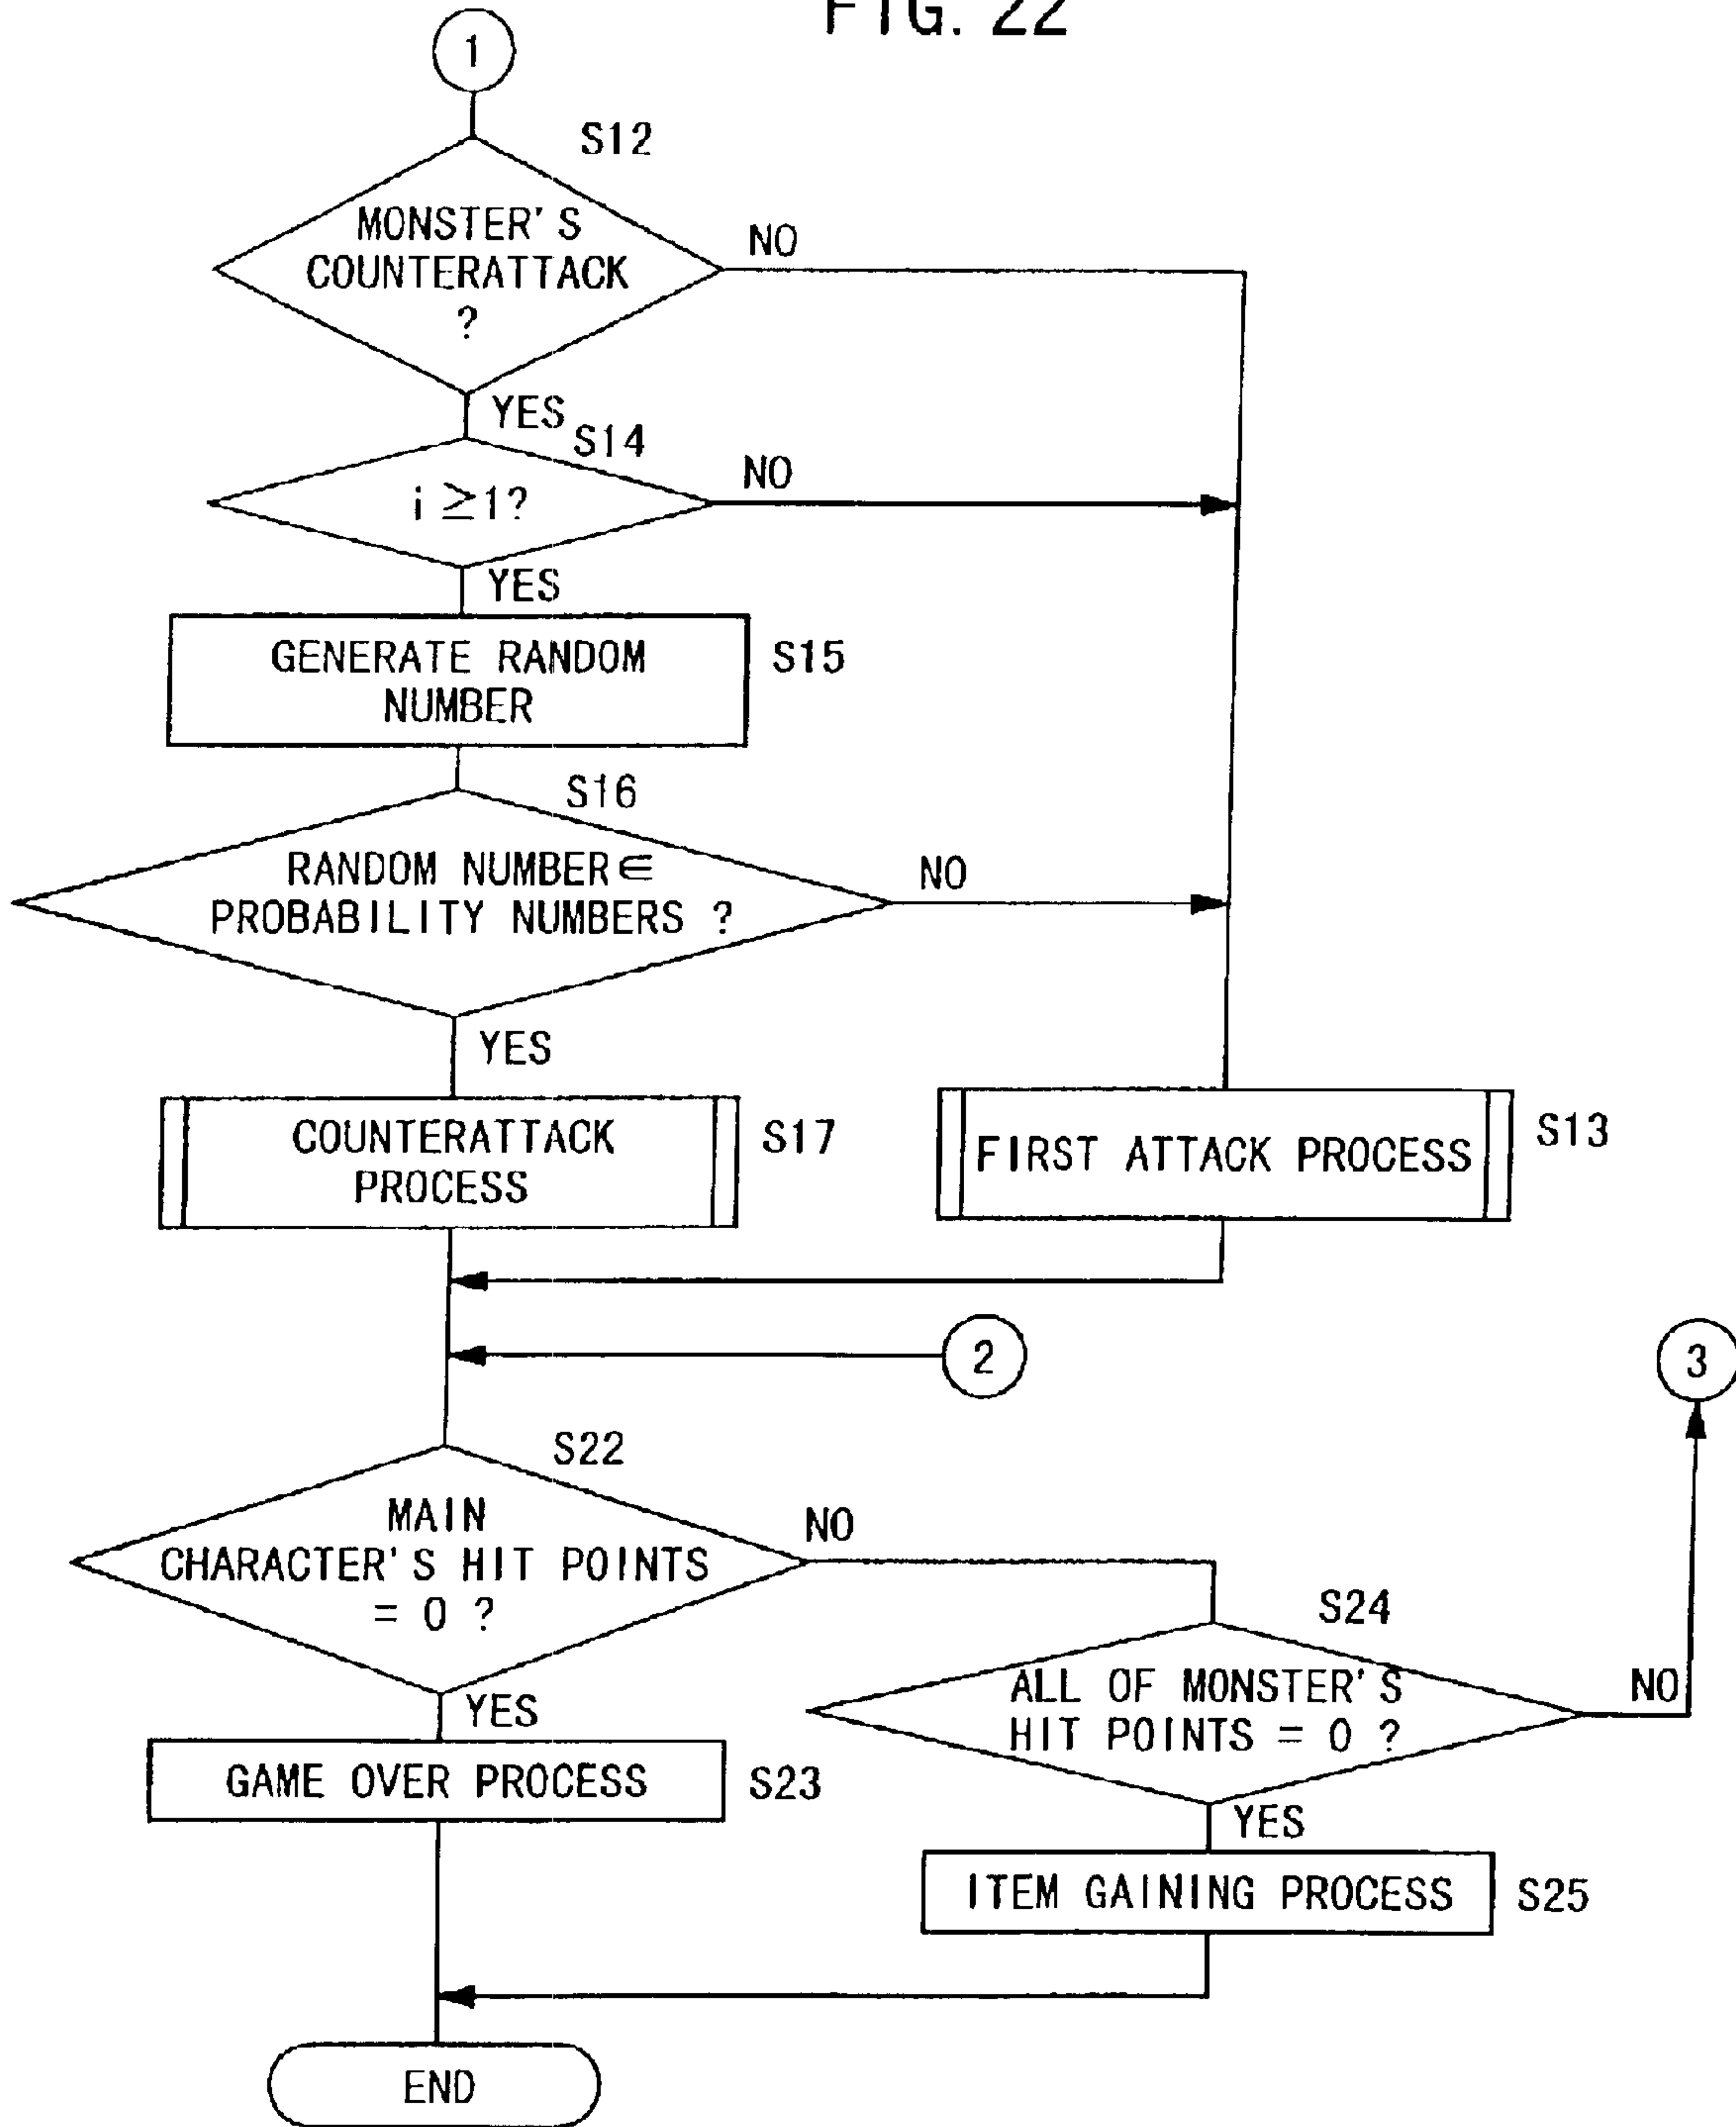 FIG. 22
1
S12
MONSTER'S
COUNTERATTACK
?
NO
YES
S14
i ≥1?
NO
YES
GENERATE RANDOM
NUMBER
S15
S16
RANDOM NUMBER∈
PROBABILITY NUMBERS ?
NO
YES
COUNTERATTACK
PROCESS
S17
FIRST ATTACK PROCESS
S13
2
3
S22
MAIN
CHARACTER'S HIT POINTS
= 0 ?
NO
YES
S24
ALL OF MONSTER'S
HIT POINTS = 0 ?
NO
YES
GAME OVER PROCESS
S23
ITEM GAINING PROCESS
S25
END